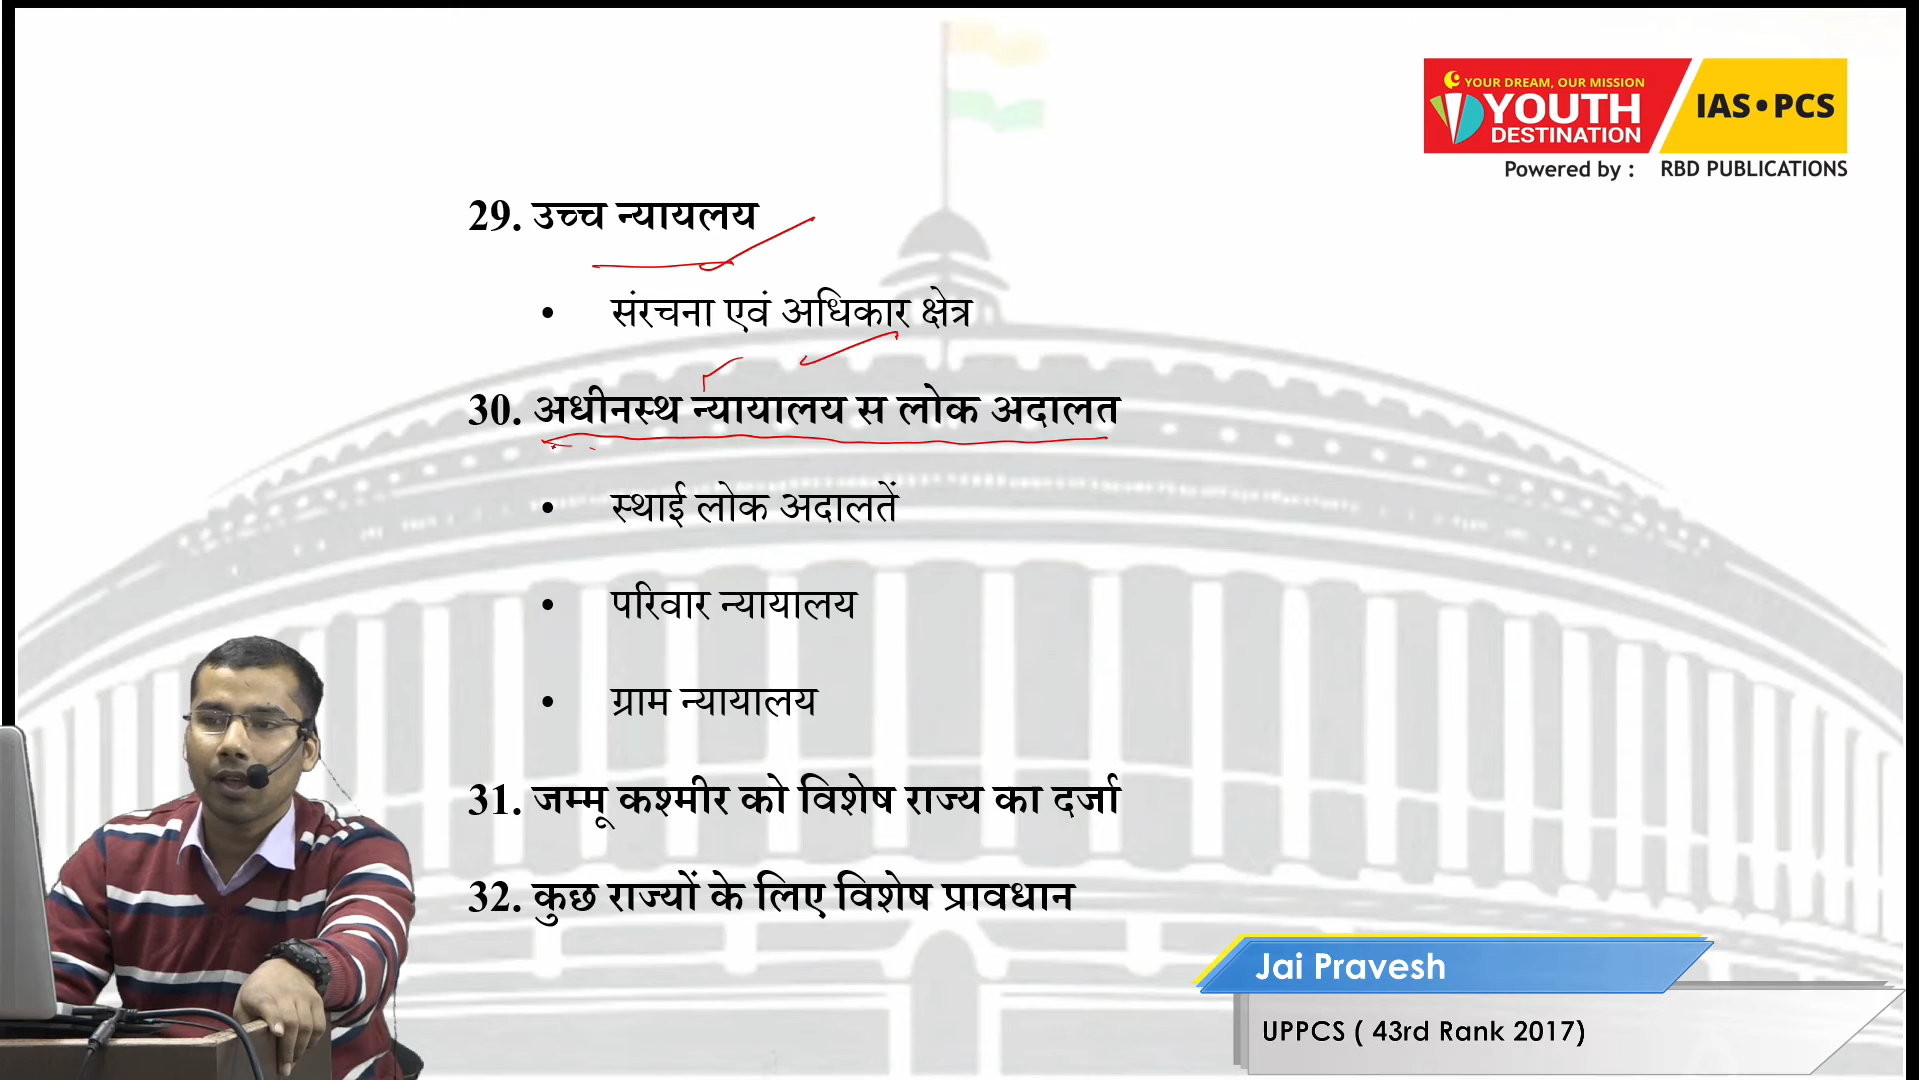 YOUR DREAM, OUR MISSION
YOUTH
DESTINATION
IAS•PCS
Powered by : RBD PUBLICATIONS
29. उच्च न्यायलय
• संरचना एवं अधिकार क्षेत्र
30. अधीनस्थ न्यायालय स लोक अदालत
• स्थाई लोक अदालतें
• परिवार न्यायालय
• ग्राम न्यायालय
31. जम्मू कश्मीर को विशेष राज्य का दर्जा
32. कुछ राज्यों के लिए विशेष प्रावधान
Jai Pravesh
UPPCS ( 43rd Rank 2017)